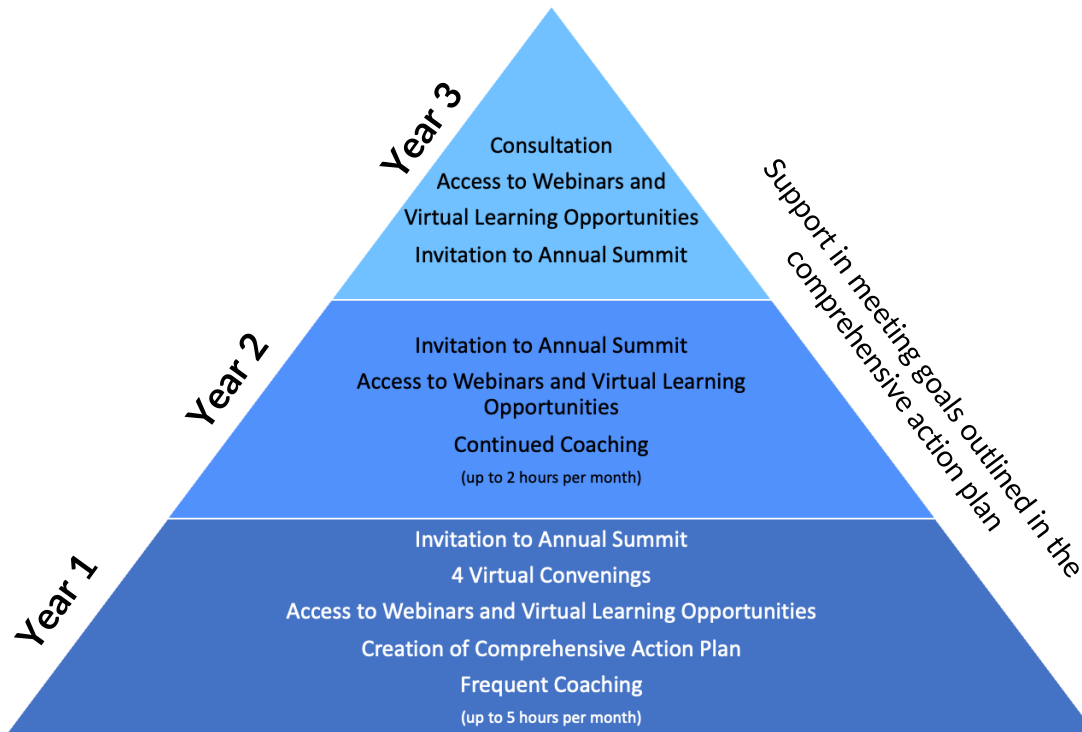 Year 3
Consultation
Access to Webinars and
Virtual Learning Opportunities
Invitation to Annual Summit
Support in meeting goals outlined in the
comprehensive action plan
Year 2
Invitation to Annual Summit
Access to Webinars and Virtual Learning
Opportunities
Continued Coaching
(up to 2 hours per month)
Year 1
Invitation to Annual Summit
4 Virtual Convenings
Access to Webinars and Virtual Learning Opportunities
Creation of Comprehensive Action Plan
Frequent Coaching
(up to 5 hours per month)